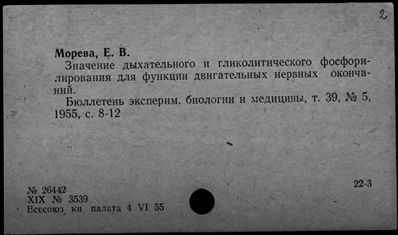 2
Морева, Е. В.
Значение дыхательного и гликолитического фосфори-
лирования для функции двигательных нервных оконча-
ний.
Бюллетень эксперим. биологии и медицины, т. 39, № 5,
1955, с. 8-12
№ 26442
XIX № 3539
Всесоюз. кн. палата 4 VI 55
22-3